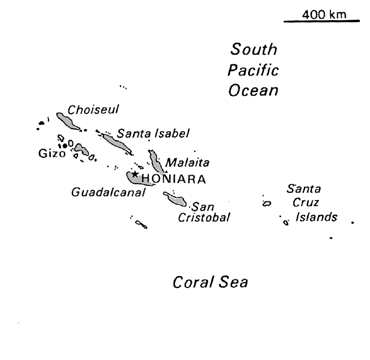 400 km
South
Pacific
Ocean
Choiseul
Santa Isabel
Gizo
Malaita
HONIARA
Guadalcanal
San
Cristobal
Santa
Cruz
Islands
Coral Sea